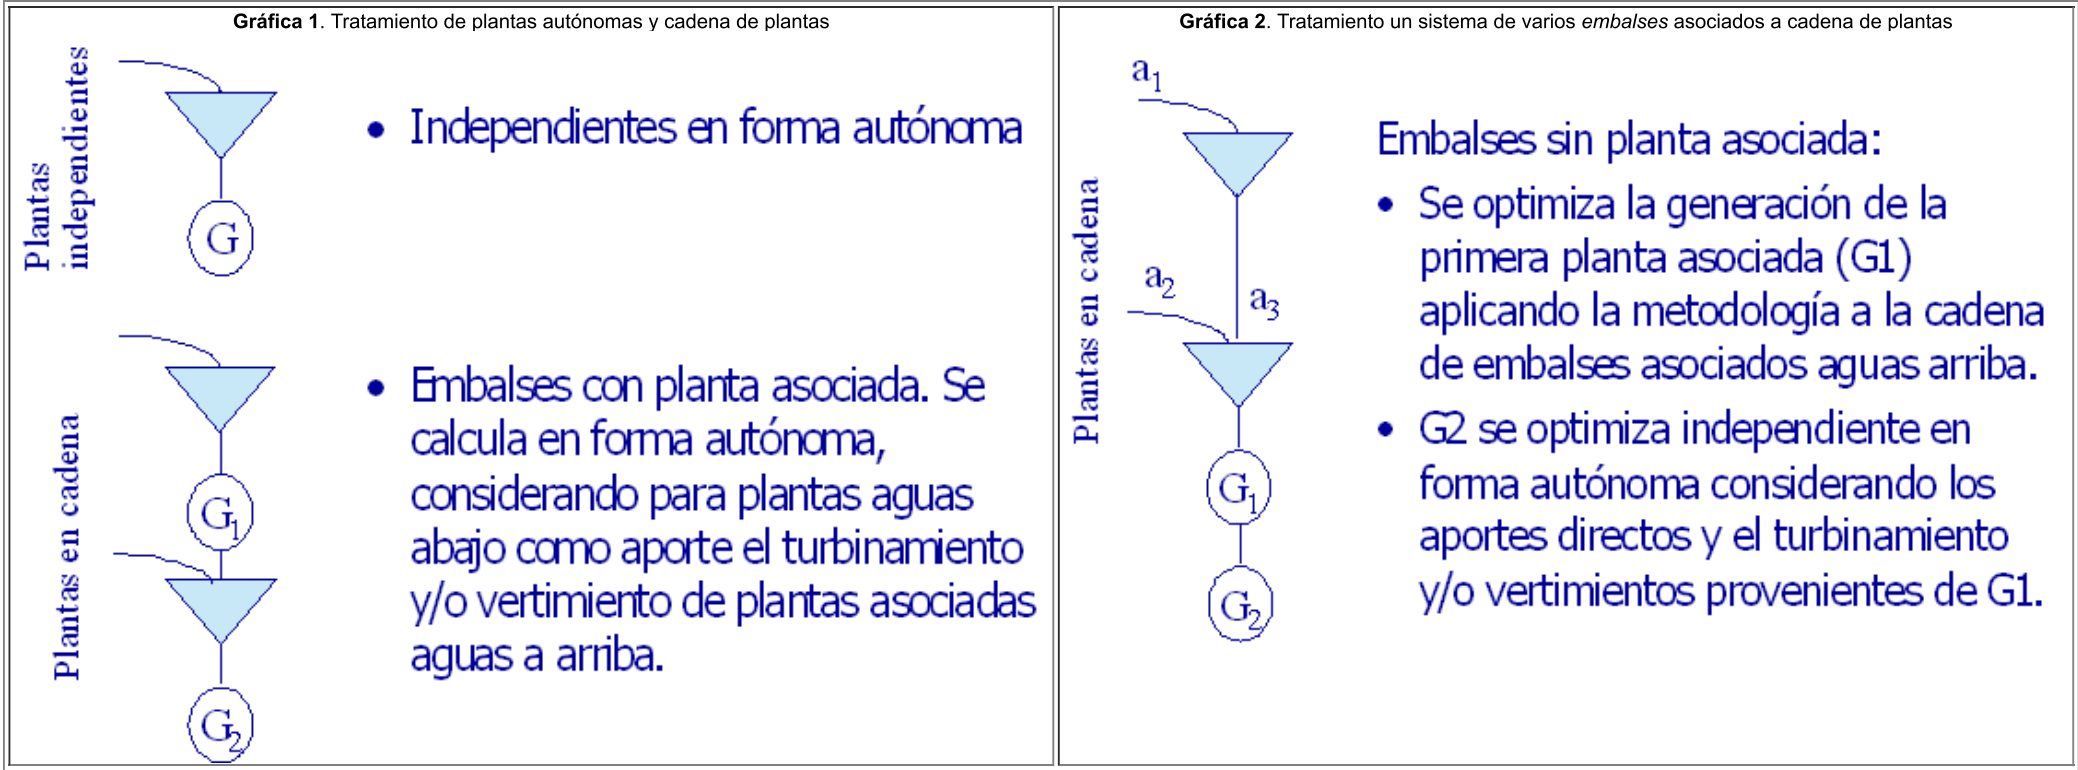 Gráfica 1. Tratamiento de plantas autónomas y cadena de plantas
Plantas
independientes
G
• Independientes en forma autónoma
Plantas en cadena
G1
G2
• Embalses con planta asociada. Se
calcula en forma autónoma,
considerando para plantas aguas
abajo como aporte el turbinamiento
y/o vertimiento de plantas asociadas
aguas a arriba.
Gráfica 2. Tratamiento un sistema de varios embalses asociados a cadena de plantas
Plantas en cadena
a1
a2
a3
G1
G2
Embalses sin planta asociada:
• Se optimiza la generación de la
primera planta asociada (G1)
aplicando la metodología a la cadena
de embalses asociados aguas arriba.
• G2 se optimiza independiente en
forma autónoma considerando los
aportes directos y el turbinamiento
y/o vertimientos provenientes de G1.